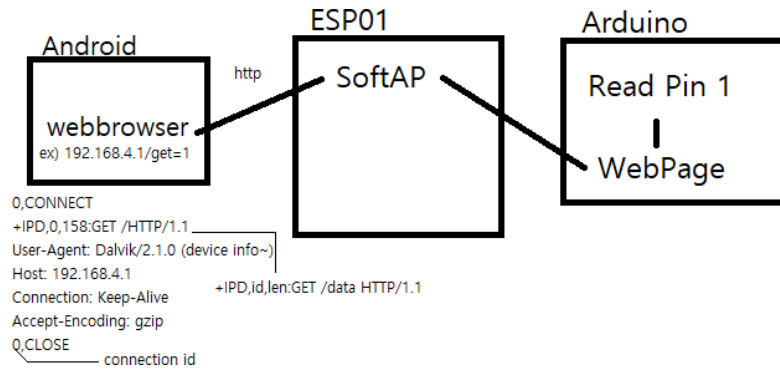 Android
ESP01
Arduino
http
SoftAP
Read Pin 1
webbrowser
ex) 192.168.4.1/get=1
WebPage
0,CONNECT
+IPD,0,158:GET /HTTP/1.1
User-Agent: Dalvik/2.1.0 (device info~)
Host: 192.168.4.1
+IPD,id,len:GET /data HTTP/1.1
Connection: Keep-Alive
Accept-Encoding: gzip
0,CLOSE
connection id